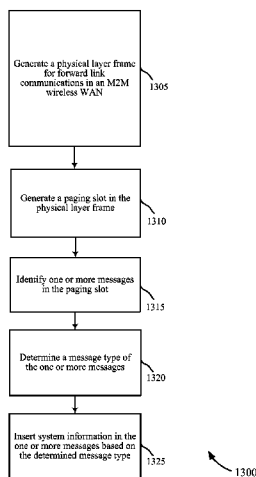 Generate a physical layer frame
for forward link
communications in an M2M
wireless WAN
1305
Generate a paging slot in the
physical layer frame
1310
Identify one or more messages
in the paging slot
1315
Determine a message type of
the one or more messages
1320
Insert system information in the
one or more messages based on
the determined message type
1325
1300